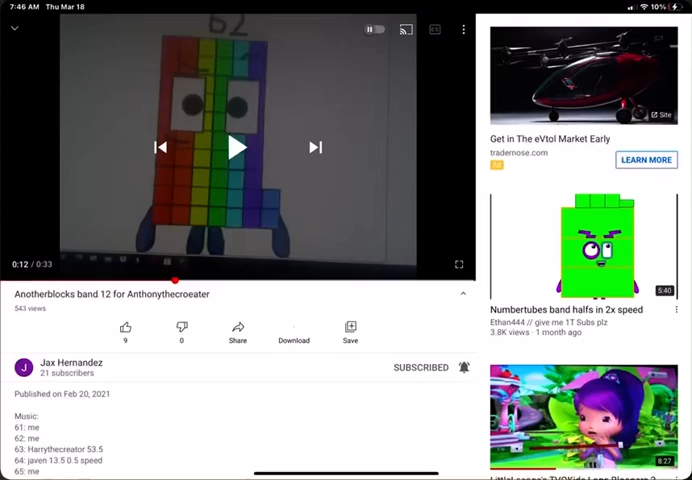 7:46 AM Thu Mar 18
10%
62
CC
0:12 / 0:33
Anotherblocks band 12 for Anthonythecroeater
543 views
9
0
Share
Download
Save
J
Jax Hernandez
21 subscribers
SUBSCRIBED
Published on Feb 20, 2021
Music:
61: me
62: me
63: Harrythecreator 53.5
64: javen 13.5 0.5 speed
65: me
Site
Get in The eVtol Market Early
tradernose.com
Ad
LEARN MORE
5:40
Numbertubes band halfs in 2x speed
Ethan444 // give me 1T Subs plz
3.8K views · 1 month ago
8:27